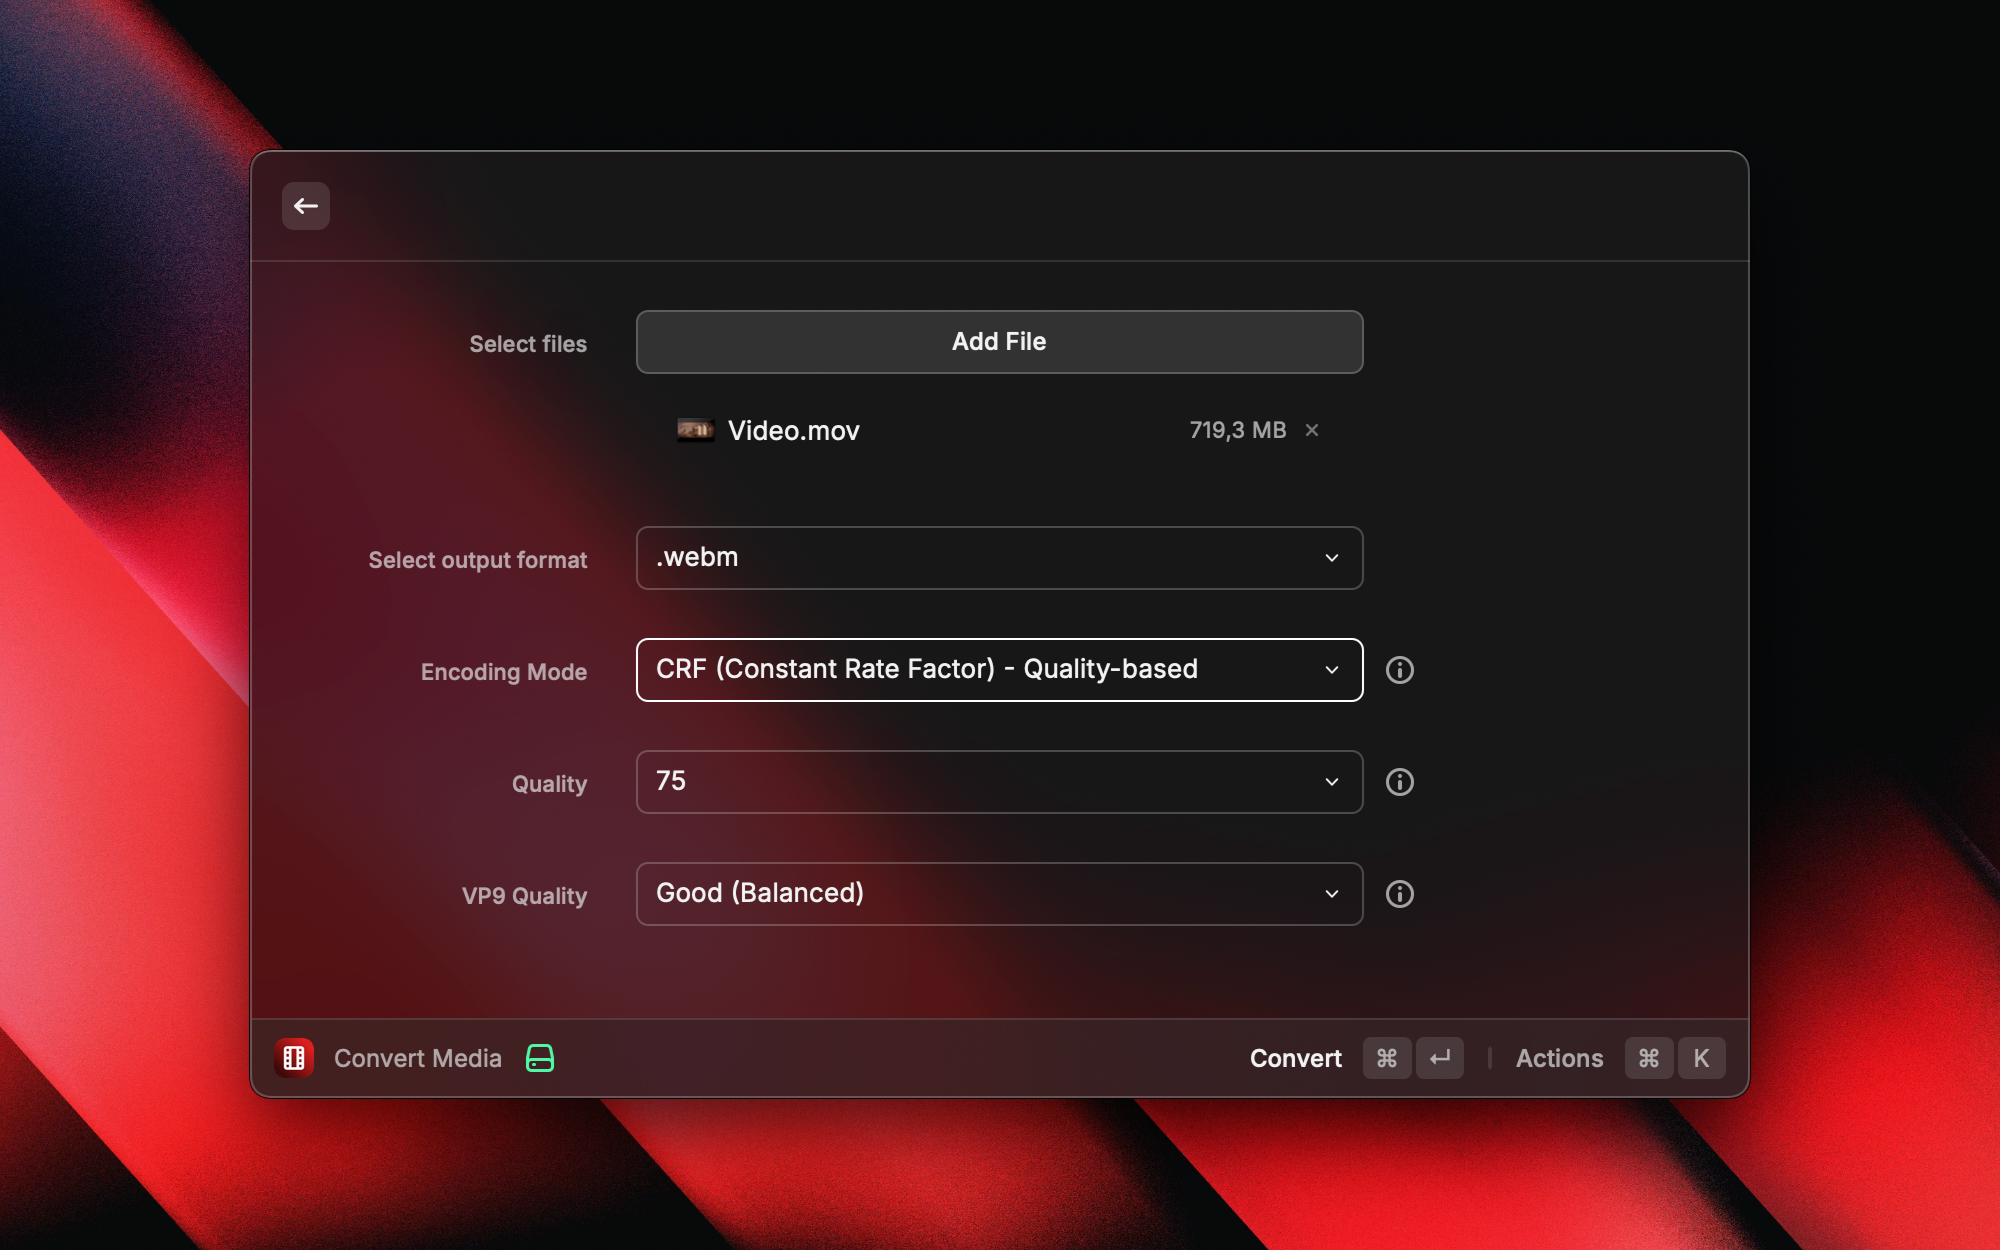 Select files
Add File
Video.mov
719,3 MB
Select output format
.webm
Encoding Mode
CRF (Constant Rate Factor) - Quality-based
Quality
75
VP9 Quality
Good (Balanced)
Convert Media
Convert ⌘ ↵
Actions ⌘ K